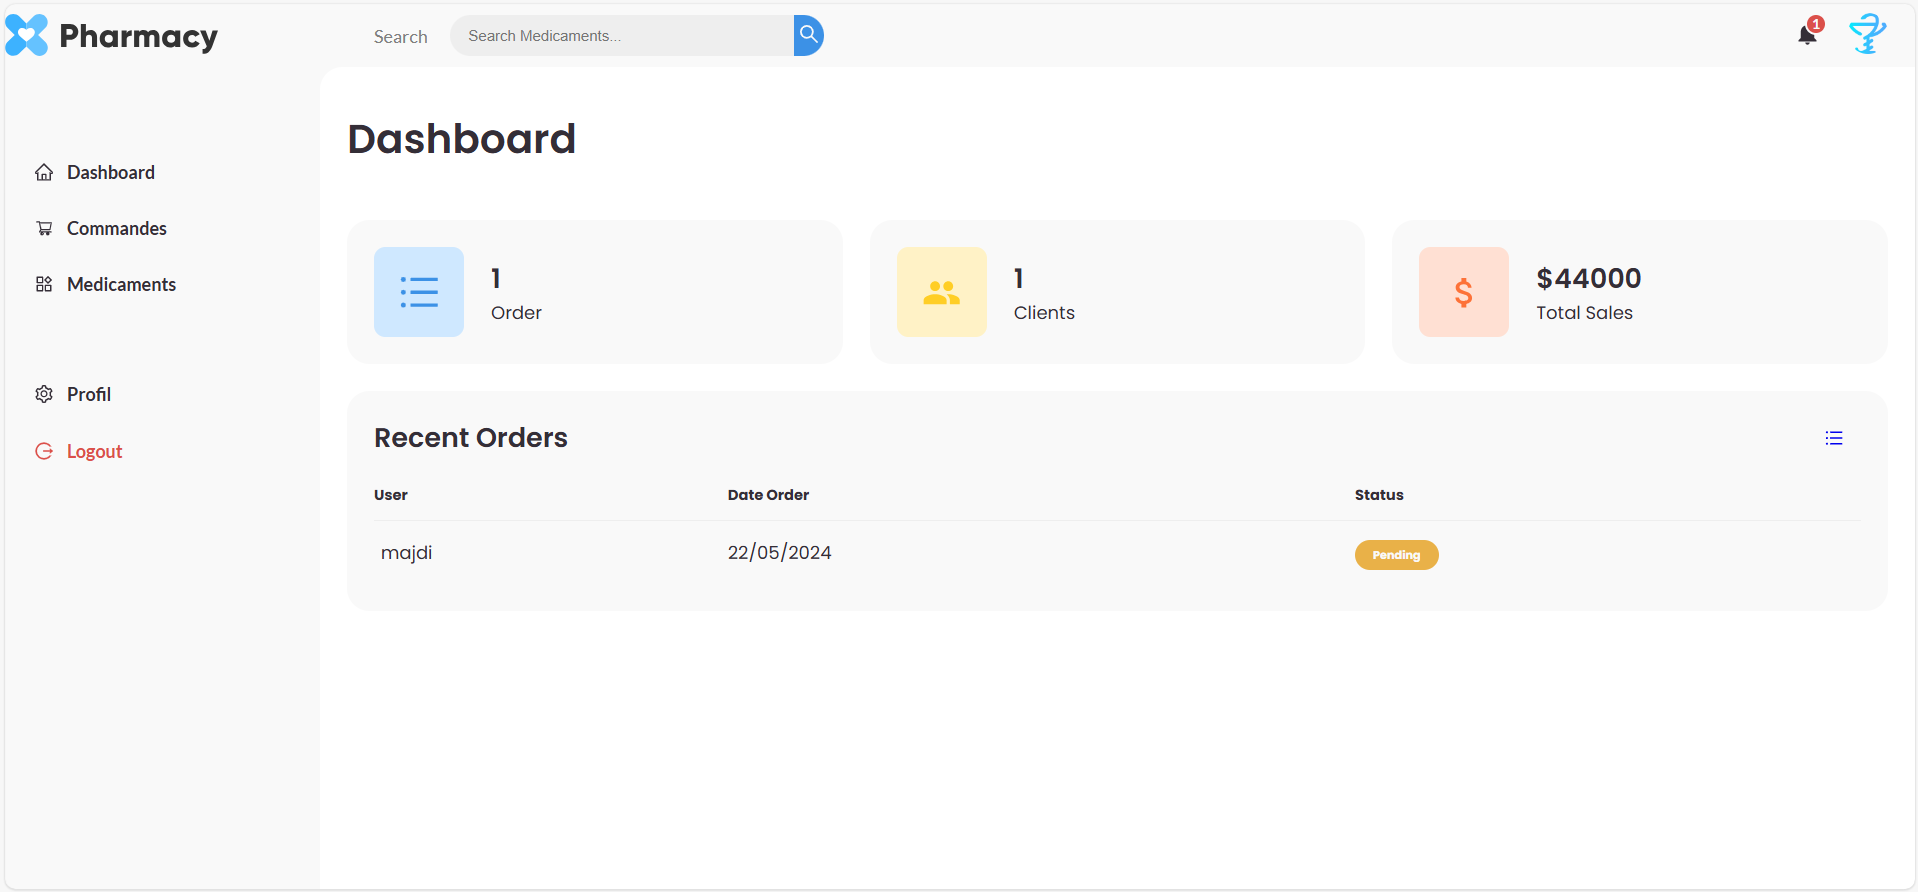 Pharmacy
Search
Search Medicaments...
1
Dashboard
Commandes
Medicaments
Profil
Logout
Dashboard
1
Order
1
Clients
$44000
Total Sales
Recent Orders
User Date Order Status
majdi 22/05/2024 Pending